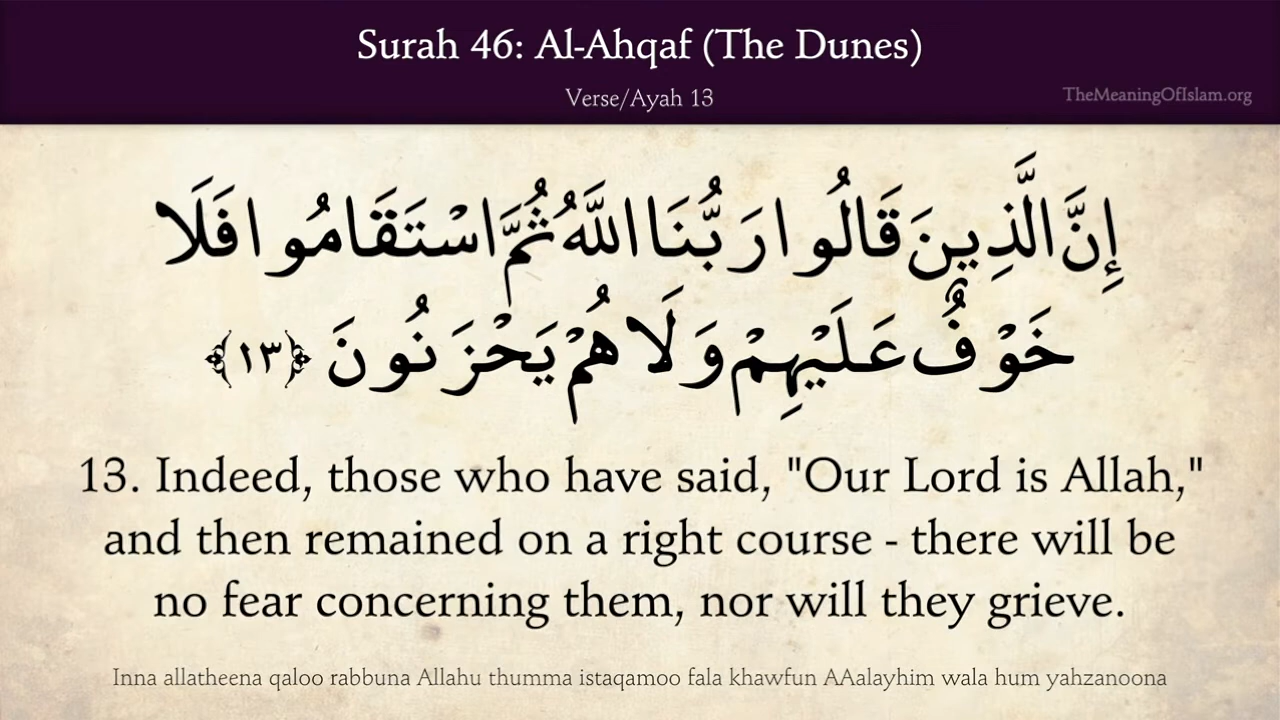 Surah 46: Al-Ahqaf (The Dunes)
Verse/Ayah 13
TheMeaningOfIslam.org
إِنَّ الَّذِينَ قَالُوا رَبُّنَا اللَّهُ ثُمَّ اسْتَقَامُوا فَلَا
خَوْفٌ عَلَيْهِمْ وَلَا هُمْ يَحْزَنُونَ ﴿١٣﴾
13. Indeed, those who have said, "Our Lord is Allah,"
and then remained on a right course - there will be
no fear concerning them, nor will they grieve.
Inna allatheena qaloo rabbuna Allahu thumma istaqamoo fala khawfun AAalayhim wala hum yahzanoona